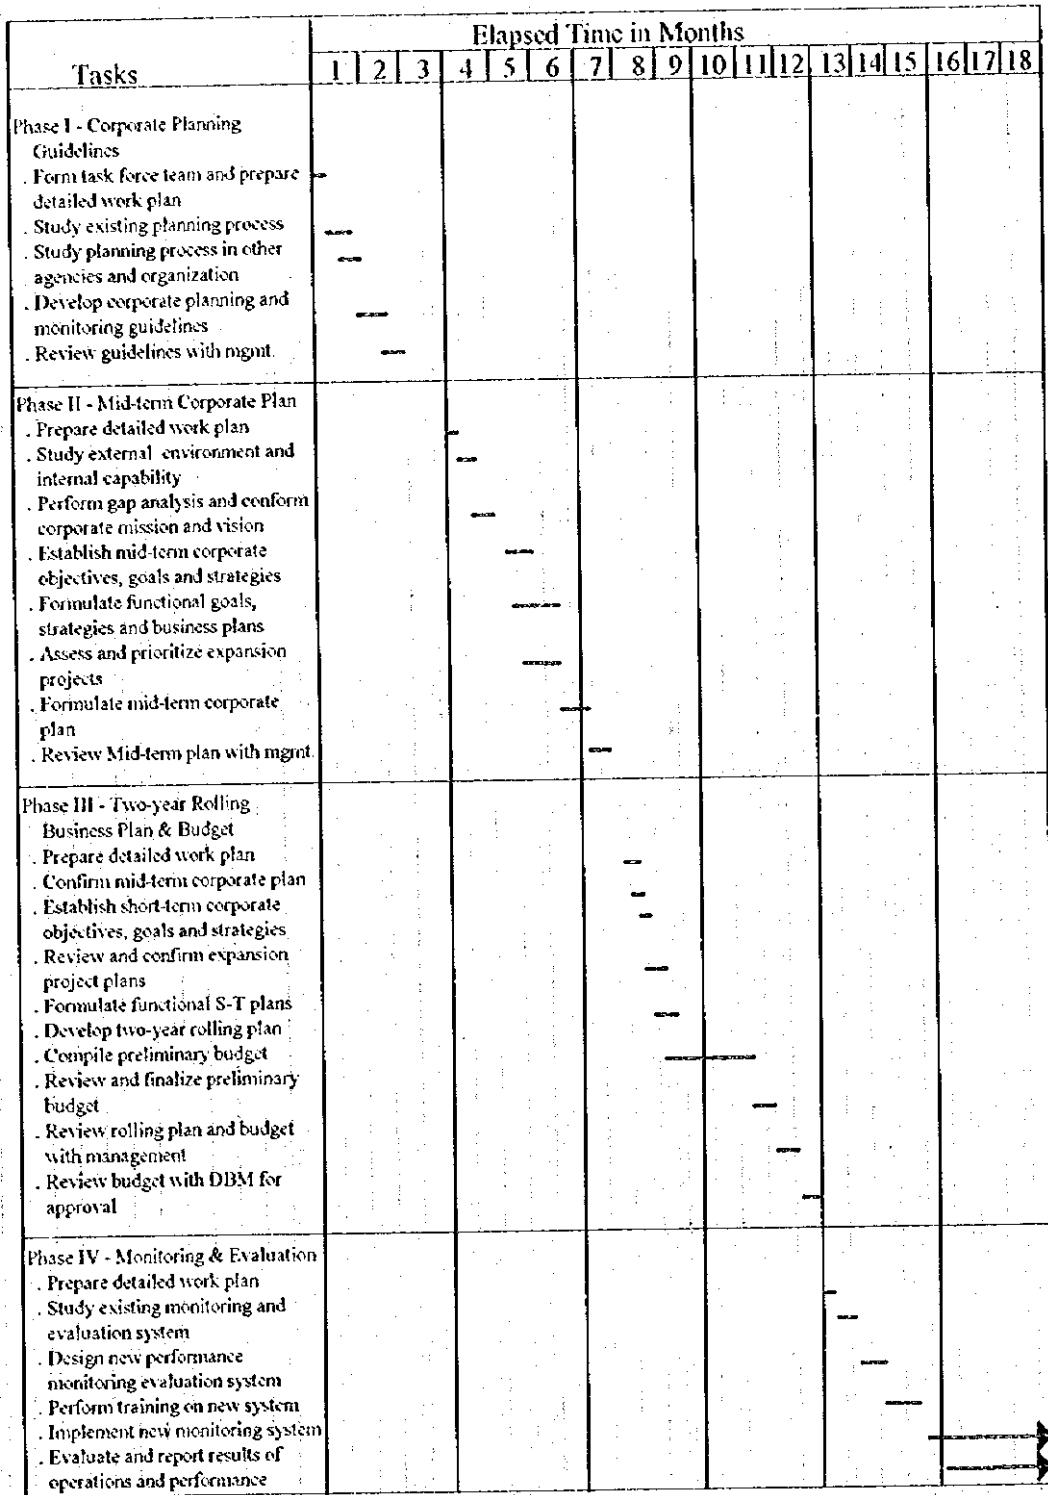 Elapsed Time in Months
Tasks
1 2 3 4 5 6 7 8 9 10 11 12 13 14 15 16 17 18
Phase I - Corporate Planning
Guidelines
. Form task force team and prepare
detailed work plan
. Study existing planning process
. Study planning process in other
agencies and organization
. Develop corporate planning and
monitoring guidelines
. Review guidelines with mgmt.
Phase II - Mid-term Corporate Plan
. Prepare detailed work plan
. Study external environment and
internal capability
. Perform gap analysis and conform
corporate mission and vision
. Establish mid-term corporate
objectives, goals and strategies
. Formulate functional goals,
strategies and business plans
. Assess and prioritize expansion
projects
. Formulate mid-term corporate
plan
. Review Mid-term plan with mgmt.
Phase III - Two-year Rolling
Business Plan & Budget
. Prepare detailed work plan
. Confirm mid-term corporate plan
. Establish short-term corporate
objectives, goals and strategies
. Review and confirm expansion
project plans
. Formulate functional S-T plans
. Develop two-year rolling plan
. Compile preliminary budget
. Review and finalize preliminary
budget
. Review rolling plan and budget
with management
. Review budget with DBM for
approval
Phase IV - Monitoring & Evaluation
. Prepare detailed work plan
. Study existing monitoring and
evaluation system
. Design new performance
monitoring evaluation system
. Perform training on new system
. Implement new monitoring system
. Evaluate and report results of
operations and performance